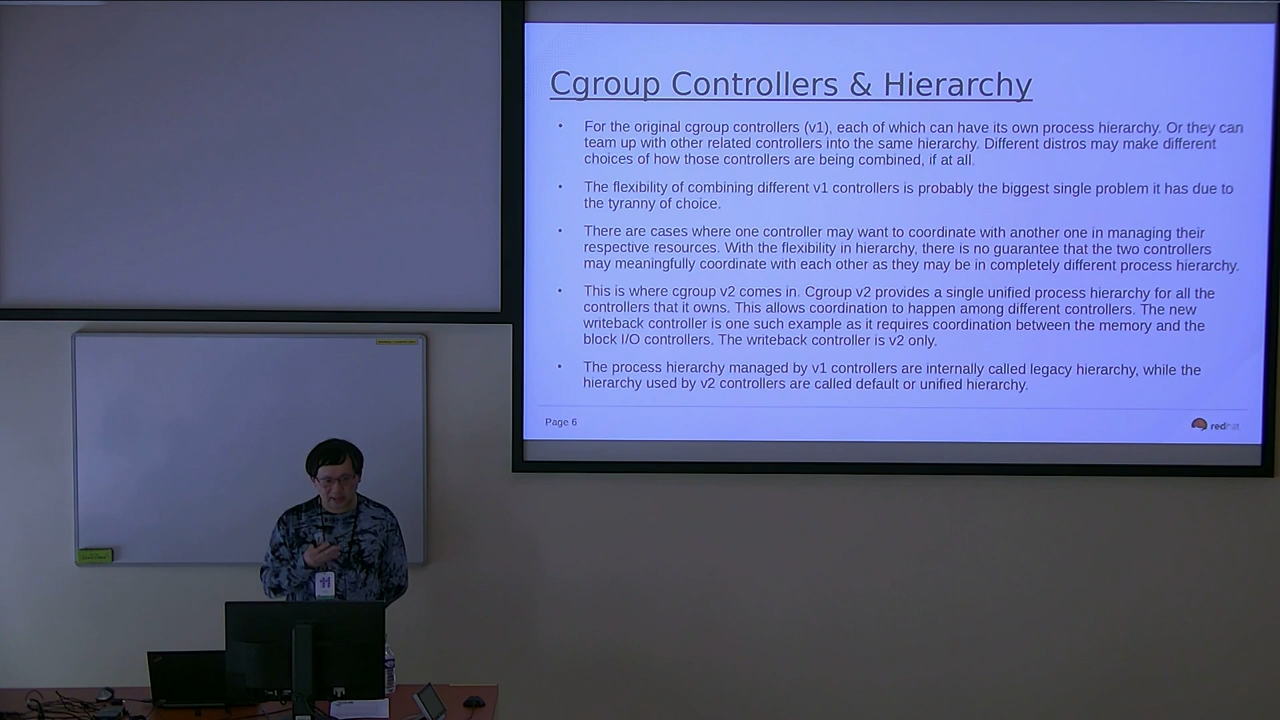 Cgroup Controllers & Hierarchy
• For the original cgroup controllers (v1), each of which can have its own process hierarchy. Or they can
team up with other related controllers into the same hierarchy. Different distros may make different
choices of how those controllers are being combined, if at all.
• The flexibility of combining different v1 controllers is probably the biggest single problem it has due to
the tyranny of choice.
• There are cases where one controller may want to coordinate with another one in managing their
respective resources. With the flexibility in hierarchy, there is no guarantee that the two controllers
may meaningfully coordinate with each other as they may be in completely different process hierarchy.
• This is where cgroup v2 comes in. Cgroup v2 provides a single unified process hierarchy for all the
controllers that it owns. This allows coordination to happen among different controllers. The new
writeback controller is one such example as it requires coordination between the memory and the
block I/O controllers. The writeback controller is v2 only.
• The process hierarchy managed by v1 controllers are internally called legacy hierarchy, while the
hierarchy used by v2 controllers are called default or unified hierarchy.
Page 6
redhat